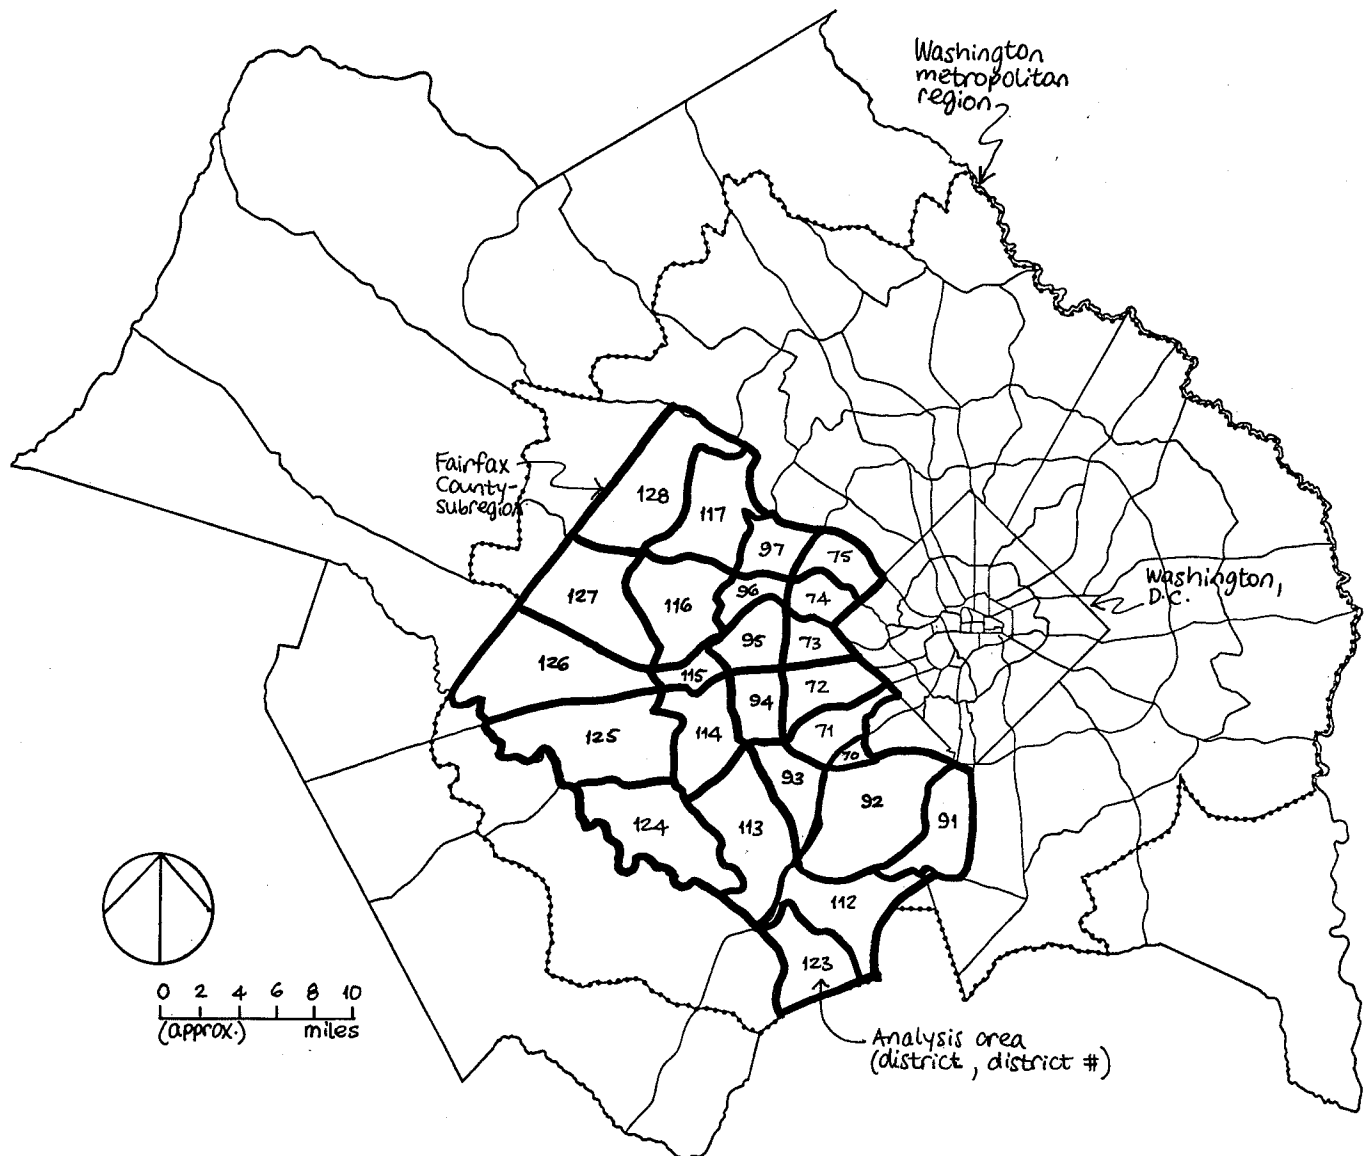 Washington
metropolitan
region
Fairfax
County-
subregion
128
117
97
75
127
116
96
74
Washington,
D.C.
95
73
126
115
72
94
125
114
71
70
93
92
124
113
91
112
123
0 2 4 6 8 10
(approx.) miles
Analysis area
(district, district #)